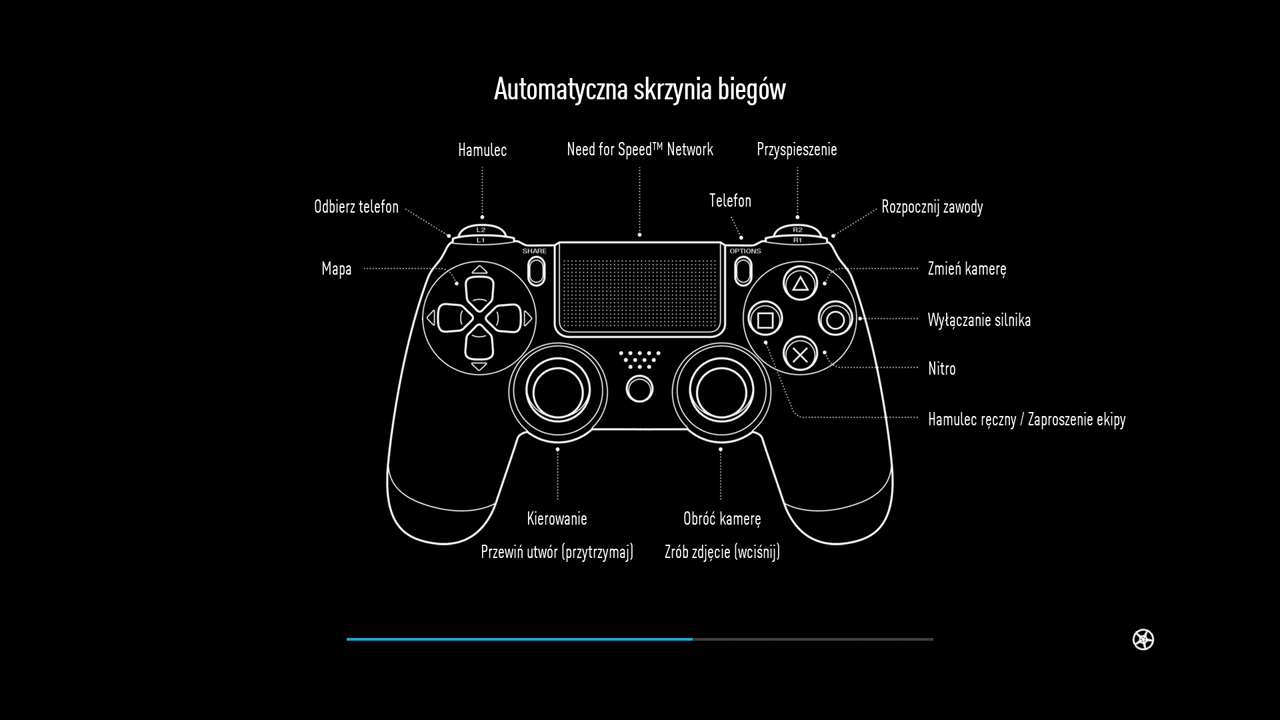 Automatyczna skrzynia biegów
Hamulec
Need for Speed™ Network
Przyspieszenie
Odbierz telefon
Telefon
Rozpocznij zawody
L2
R2
L1
R1
SHARE
OPTIONS
Mapa
Zmień kamerę
Wyłączanie silnika
Nitro
Hamulec ręczny / Zaproszenie ekipy
Kierowanie
Obróć kamerę
Przewiń utwór (przytrzymaj)
Zrób zdjęcie (wciśnij)